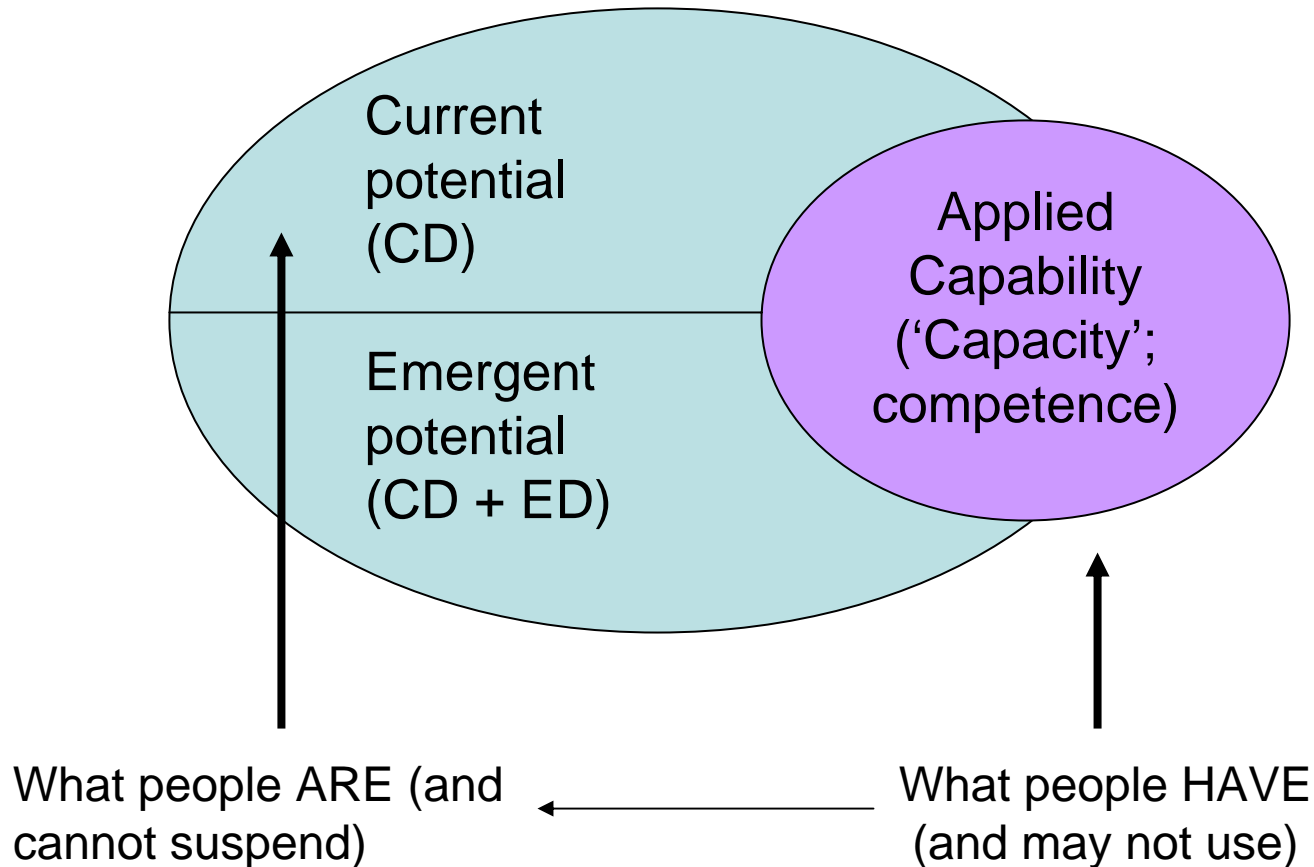 Current
potential
(CD)
Applied
Capability
(‘Capacity’;
competence)
Emergent
potential
(CD + ED)
What people ARE (and
cannot suspend)
What people HAVE
(and may not use)